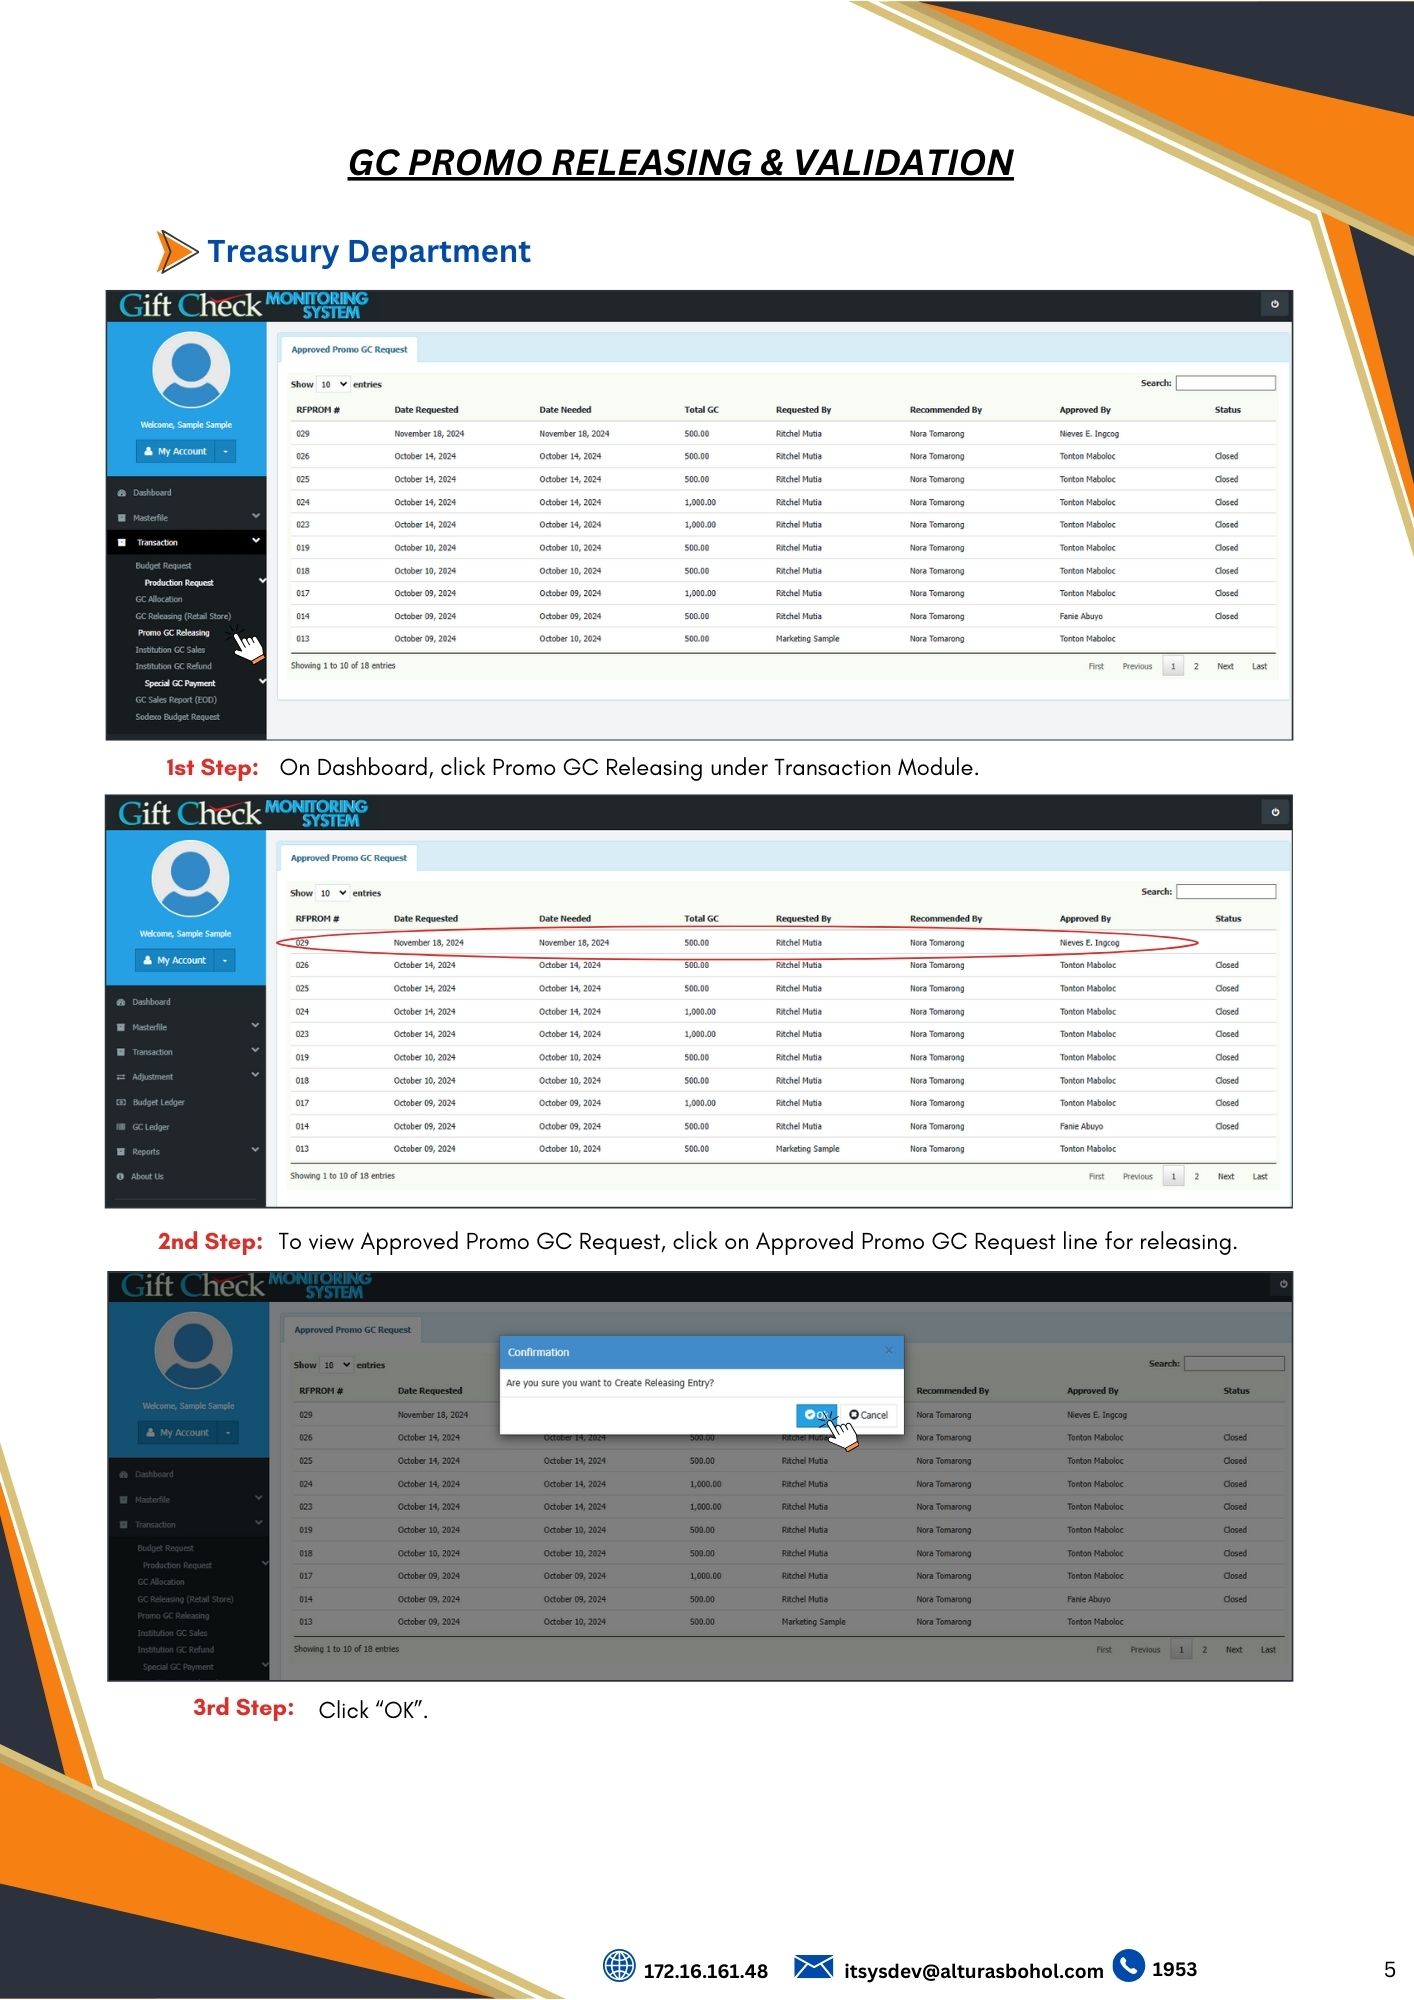 GC PROMO RELEASING & VALIDATION
Treasury Department
Gift Check MONITORING SYSTEM
Approved Promo GC Request
Show 10 entries Search:
Welcome, Sample Sample
My Account
Dashboard
Masterfile
Transaction
Budget Request
Production Request
GC Allocation
GC Releasing (Retail Store)
Promo GC Releasing
Institution GC Sales
Institution GC Refund
Special GC Payment
GC Sales Report (EOD)
Sodexo Budget Request
RFPROM # Date Requested Date Needed Total GC Requested By Recommended By Approved By Status
029 November 18, 2024 November 18, 2024 500.00 Ritchel Mutia Nora Tomarong Nieves E. Ingcog
026 October 14, 2024 October 14, 2024 500.00 Ritchel Mutia Nora Tomarong Tonton Maboloc Closed
025 October 14, 2024 October 14, 2024 500.00 Ritchel Mutia Nora Tomarong Tonton Maboloc Closed
024 October 14, 2024 October 14, 2024 1,000.00 Ritchel Mutia Nora Tomarong Tonton Maboloc Closed
023 October 14, 2024 October 14, 2024 1,000.00 Ritchel Mutia Nora Tomarong Tonton Maboloc Closed
019 October 10, 2024 October 10, 2024 500.00 Ritchel Mutia Nora Tomarong Tonton Maboloc Closed
018 October 10, 2024 October 10, 2024 500.00 Ritchel Mutia Nora Tomarong Tonton Maboloc Closed
017 October 09, 2024 October 09, 2024 1,000.00 Ritchel Mutia Nora Tomarong Tonton Maboloc Closed
014 October 09, 2024 October 09, 2024 500.00 Ritchel Mutia Nora Tomarong Fanie Abuyo Closed
013 October 09, 2024 October 10, 2024 500.00 Marketing Sample Nora Tomarong Tonton Maboloc
Showing 1 to 10 of 18 entries First Previous 1 2 Next Last
1st Step: On Dashboard, click Promo GC Releasing under Transaction Module.
Gift Check MONITORING SYSTEM
Approved Promo GC Request
Show 10 entries Search:
Welcome, Sample Sample
My Account
Dashboard
Masterfile
Transaction
Adjustment
Budget Ledger
GC Ledger
Reports
About Us
RFPROM # Date Requested Date Needed Total GC Requested By Recommended By Approved By Status
029 November 18, 2024 November 18, 2024 500.00 Ritchel Mutia Nora Tomarong Nieves E. Ingcog
026 October 14, 2024 October 14, 2024 500.00 Ritchel Mutia Nora Tomarong Tonton Maboloc Closed
025 October 14, 2024 October 14, 2024 500.00 Ritchel Mutia Nora Tomarong Tonton Maboloc Closed
024 October 14, 2024 October 14, 2024 1,000.00 Ritchel Mutia Nora Tomarong Tonton Maboloc Closed
023 October 14, 2024 October 14, 2024 1,000.00 Ritchel Mutia Nora Tomarong Tonton Maboloc Closed
019 October 10, 2024 October 10, 2024 500.00 Ritchel Mutia Nora Tomarong Tonton Maboloc Closed
018 October 10, 2024 October 10, 2024 500.00 Ritchel Mutia Nora Tomarong Tonton Maboloc Closed
017 October 09, 2024 October 09, 2024 1,000.00 Ritchel Mutia Nora Tomarong Tonton Maboloc Closed
014 October 09, 2024 October 09, 2024 500.00 Ritchel Mutia Nora Tomarong Fanie Abuyo Closed
013 October 09, 2024 October 10, 2024 500.00 Marketing Sample Nora Tomarong Tonton Maboloc
Showing 1 to 10 of 18 entries First Previous 1 2 Next Last
2nd Step: To view Approved Promo GC Request, click on Approved Promo GC Request line for releasing.
Gift Check MONITORING SYSTEM
Approved Promo GC Request
Show 10 entries Search:
Confirmation
Are you sure you want to Create Releasing Entry?
Cancel
Welcome, Sample Sample
My Account
Dashboard
Masterfile
Transaction
Budget Request
Production Request
GC Allocation
GC Releasing (Retail Store)
Promo GC Releasing
Institution GC Sales
Institution GC Refund
Special GC Payment
RFPROM # Date Requested Recommended By Approved By Status
029 November 18, 2024 Nora Tomarong Nieves E. Ingcog
026 October 14, 2024 October 14, 2024 500.00 Ritchel Mutia Nora Tomarong Tonton Maboloc Closed
025 October 14, 2024 October 14, 2024 500.00 Ritchel Mutia Nora Tomarong Tonton Maboloc Closed
024 October 14, 2024 October 14, 2024 1,000.00 Ritchel Mutia Nora Tomarong Tonton Maboloc Closed
023 October 14, 2024 October 14, 2024 1,000.00 Ritchel Mutia Nora Tomarong Tonton Maboloc Closed
019 October 10, 2024 October 10, 2024 500.00 Ritchel Mutia Nora Tomarong Tonton Maboloc Closed
018 October 10, 2024 October 10, 2024 500.00 Ritchel Mutia Nora Tomarong Tonton Maboloc Closed
017 October 09, 2024 October 09, 2024 1,000.00 Ritchel Mutia Nora Tomarong Tonton Maboloc Closed
014 October 09, 2024 October 09, 2024 500.00 Ritchel Mutia Nora Tomarong Fanie Abuyo Closed
013 October 09, 2024 October 10, 2024 500.00 Marketing Sample Nora Tomarong Tonton Maboloc
Showing 1 to 10 of 18 entries First Previous 1 2 Next Last
3rd Step: Click “OK”.
172.16.161.48 itsysdev@alturasbohol.com 1953 5